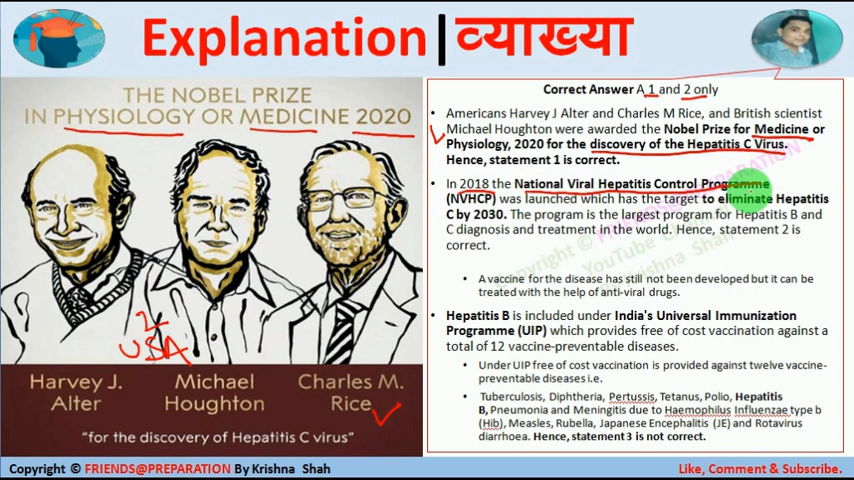 Explanation|व्याख्या
THE NOBEL PRIZE
IN PHYSIOLOGY OR MEDICINE 2020
2
USA
Harvey J.
Alter
Michael
Houghton
Charles M.
Rice
"for the discovery of Hepatitis C virus"
Correct Answer A 1 and 2 only
• Americans Harvey J Alter and Charles M Rice, and British scientist
Michael Houghton were awarded the Nobel Prize for Medicine or
Physiology, 2020 for the discovery of the Hepatitis C Virus.
Hence, statement 1 is correct.
• In 2018 the National Viral Hepatitis Control Programme
(NVHCP) was launched which has the target to eliminate Hepatitis
C by 2030. The program is the largest program for Hepatitis B and
C diagnosis and treatment in the world. Hence, statement 2 is
correct.
• A vaccine for the disease has still not been developed but it can be
treated with the help of anti-viral drugs.
• Hepatitis B is included under India's Universal Immunization
Programme (UIP) which provides free of cost vaccination against a
total of 12 vaccine-preventable diseases.
• Under UIP free of cost vaccination is provided against twelve vaccine-
preventable diseases i.e.
• Tuberculosis, Diphtheria, Pertussis, Tetanus, Polio, Hepatitis
B, Pneumonia and Meningitis due to Haemophilus Influenzae type b
(Hib), Measles, Rubella, Japanese Encephalitis (JE) and Rotavirus
diarrhoea. Hence, statement 3 is not correct.
Copyright © FRIENDS@PREPARATION By Krishna Shah
Like, Comment & Subscribe.